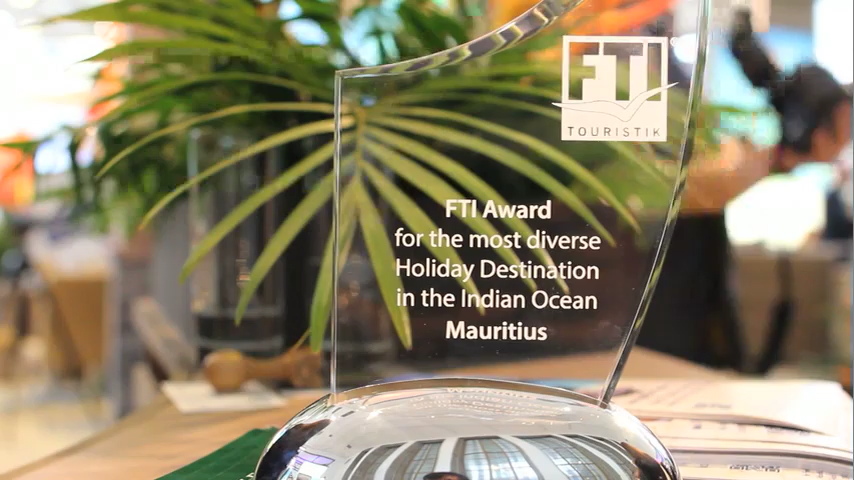 FTI
TOURISTIK
FTI Award
for the most diverse
Holiday Destination
in the Indian Ocean
Mauritius